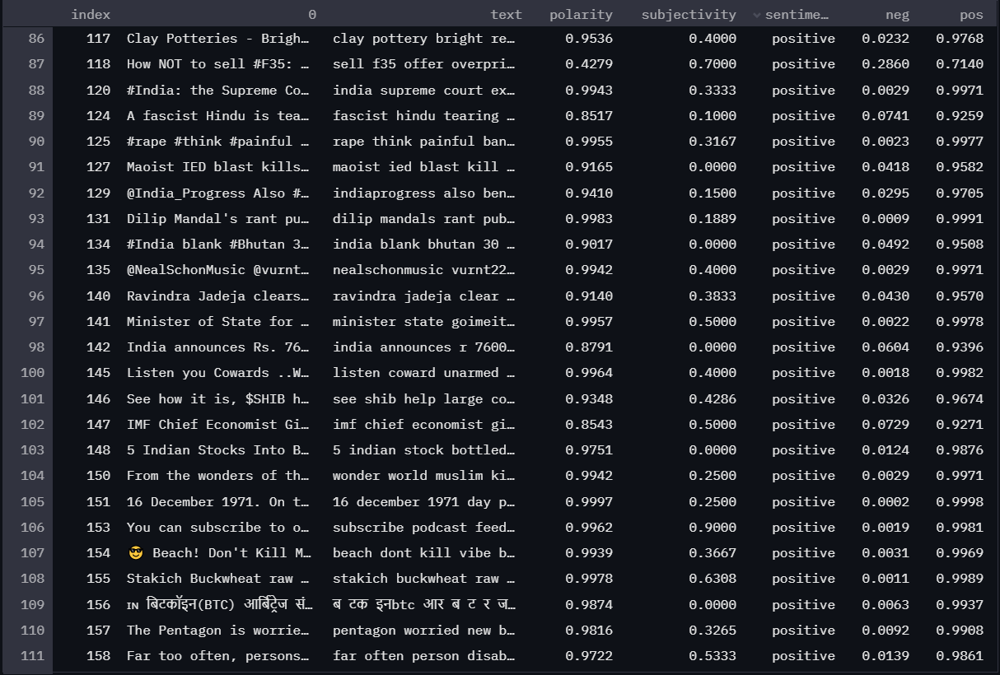 index 0 text polarity subjectivity sentime… neg pos
86 117 Clay Potteries - Brigh… clay pottery bright re… 0.9536 0.4000 positive 0.0232 0.9768
87 118 How NOT to sell #F35: … sell f35 offer overpri… 0.4279 0.7000 positive 0.2860 0.7140
88 120 #India: the Supreme Co… india supreme court ex… 0.9943 0.3333 positive 0.0029 0.9971
89 124 A fascist Hindu is tea… fascist hindu tearing … 0.8517 0.1000 positive 0.0741 0.9259
90 125 #rape #think #painful … rape think painful ban… 0.9955 0.3167 positive 0.0023 0.9977
91 127 Maoist IED blast kills… maoist ied blast kill … 0.9165 0.0000 positive 0.0418 0.9582
92 129 @India_Progress Also #… indiaprogress also ben… 0.9410 0.1500 positive 0.0295 0.9705
93 131 Dilip Mandal's rant pu… dilip mandals rant pub… 0.9983 0.1889 positive 0.0009 0.9991
94 134 #India blank #Bhutan 3… india blank bhutan 30 … 0.9017 0.0000 positive 0.0492 0.9508
95 135 @NealSchonMusic @vurnt… nealschonmusic vurnt22… 0.9942 0.4000 positive 0.0029 0.9971
96 140 Ravindra Jadeja clears… ravindra jadeja clear … 0.9140 0.3833 positive 0.0430 0.9570
97 141 Minister of State for … minister state goimeit… 0.9957 0.5000 positive 0.0022 0.9978
98 142 India announces Rs. 76… india announces r 7600… 0.8791 0.0000 positive 0.0604 0.9396
100 145 Listen you Cowards ..W… listen coward unarmed … 0.9964 0.4000 positive 0.0018 0.9982
101 146 See how it is, $SHIB h… see shib help large co… 0.9348 0.4286 positive 0.0326 0.9674
102 147 IMF Chief Economist Gi… imf chief economist gi… 0.8543 0.5000 positive 0.0729 0.9271
103 148 5 Indian Stocks Into B… 5 indian stock bottled… 0.9751 0.0000 positive 0.0124 0.9876
104 150 From the wonders of th… wonder world muslim ki… 0.9942 0.2500 positive 0.0029 0.9971
105 151 16 December 1971. On t… 16 december 1971 day p… 0.9997 0.2500 positive 0.0002 0.9998
106 153 You can subscribe to o… subscribe podcast feed… 0.9962 0.9000 positive 0.0019 0.9981
107 154 😎 Beach! Don't Kill M… beach dont kill vibe b… 0.9939 0.3667 positive 0.0031 0.9969
108 155 Stakich Buckwheat raw … stakich buckwheat raw … 0.9978 0.6308 positive 0.0011 0.9989
109 156 ɪɴ बिटकॉइन(BTC) आर्बिट्रेज सं… ब टक इनbtc आर ब ट र ज… 0.9874 0.0000 positive 0.0063 0.9937
110 157 The Pentagon is worrie… pentagon worried new b… 0.9816 0.3265 positive 0.0092 0.9908
111 158 Far too often, persons… far often person disab… 0.9722 0.5333 positive 0.0139 0.9861